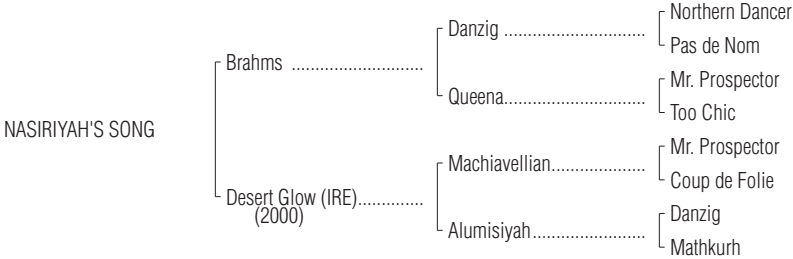 Northern Dancer
Danzig ..............................
Pas de Nom
Brahms ............................
Mr. Prospector
Queena..............................
Too Chic
NASIRIYAH'S SONG
Mr. Prospector
Machiavellian....................
Coup de Folie
Desert Glow (IRE)..............
(2000)
Danzig
Alumisiyah........................
Mathkurh